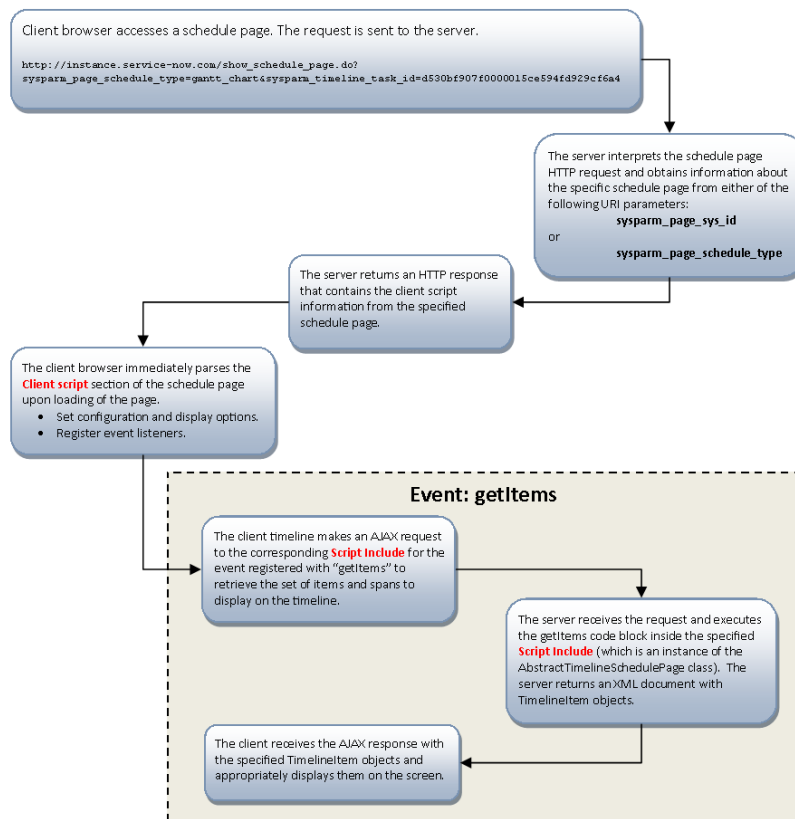 Client browser accesses a schedule page. The request is sent to the server.
http://instance.service-now.com/show_schedule_page.do?
sysparm_page_schedule_type=gantt_chart&sysparm_timeline_task_id=d530bf907f0000015ce594fd929cf6a4
The server interprets the schedule page
HTTP request and obtains information about
the specific schedule page from either of the
following URI parameters:
sysparm_page_sys_id
or
sysparm_page_schedule_type
The server returns an HTTP response
that contains the client script
information from the specified
schedule page.
The client browser immediately parses the
Client script section of the schedule page
upon loading of the page.
• Set configuration and display options.
• Register event listeners.
Event: getItems
The client timeline makes an AJAX request
to the corresponding Script Include for the
event registered with “getItems” to
retrieve the set of items and spans to
display on the timeline.
The server receives the request and executes
the getItems code block inside the specified
Script Include (which is an instance of the
AbstractTimelineSchedulePage class). The
server returns an XML document with
TimelineItem objects.
The client receives the AJAX response with
the specified TimelineItem objects and
appropriately displays them on the screen.